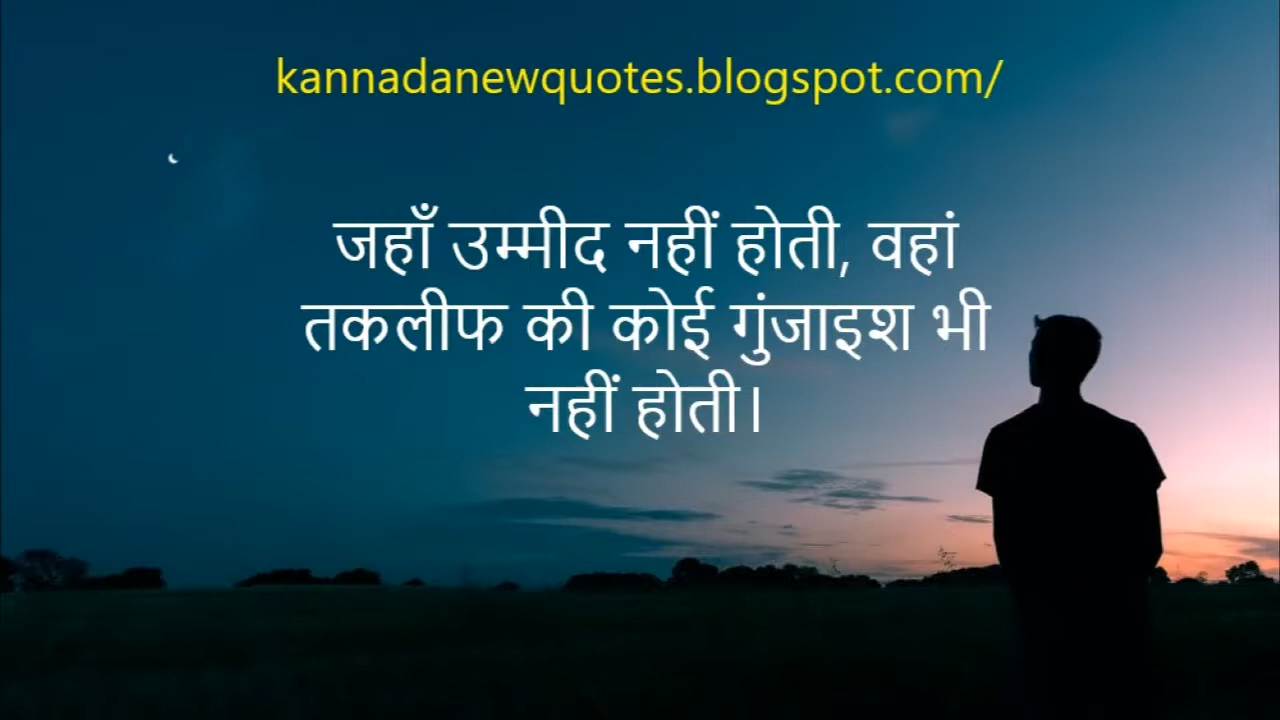 kannadanewquotes.blogspot.com/
जहाँ उम्मीद नहीं होती, वहां
तकलीफ की कोई गुंजाइश भी
नहीं होती।